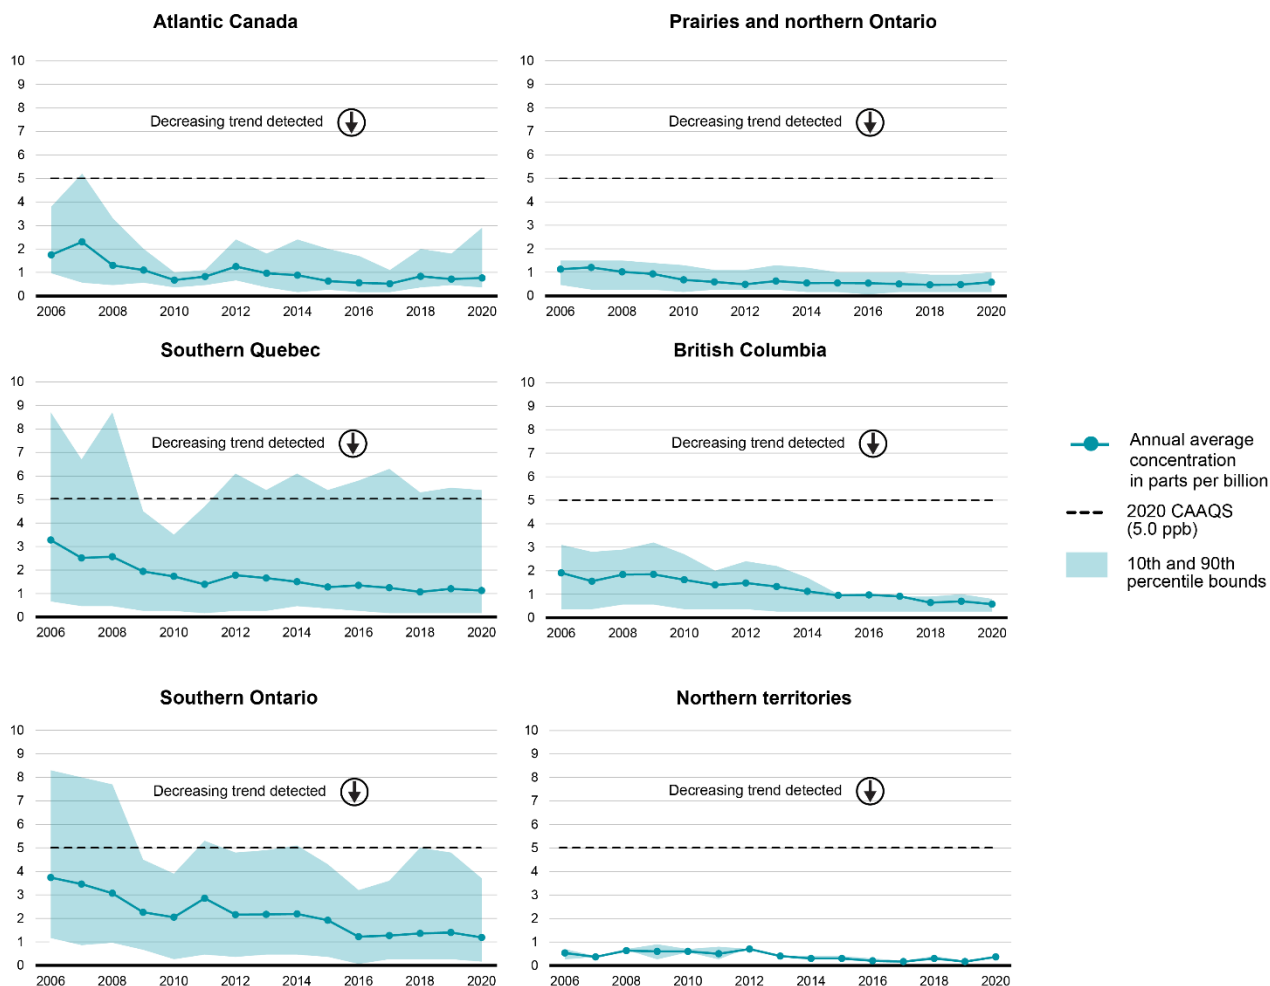 Atlantic Canada
10
9
8
7
6
5
4
3
2
1
0
Decreasing trend detected
2006 2008 2010 2012 2014 2016 2018 2020
Prairies and northern Ontario
10
9
8
7
6
5
4
3
2
1
0
Decreasing trend detected
2006 2008 2010 2012 2014 2016 2018 2020
Southern Quebec
10
9
8
7
6
5
4
3
2
1
0
Decreasing trend detected
2006 2008 2010 2012 2014 2016 2018 2020
British Columbia
10
9
8
7
6
5
4
3
2
1
0
Decreasing trend detected
2006 2008 2010 2012 2014 2016 2018 2020
Southern Ontario
10
9
8
7
6
5
4
3
2
1
0
Decreasing trend detected
2006 2008 2010 2012 2014 2016 2018 2020
Northern territories
10
9
8
7
6
5
4
3
2
1
0
Decreasing trend detected
2006 2008 2010 2012 2014 2016 2018 2020
Annual average
concentration
in parts per billion
2020 CAAQS
(5.0 ppb)
10th and 90th
percentile bounds